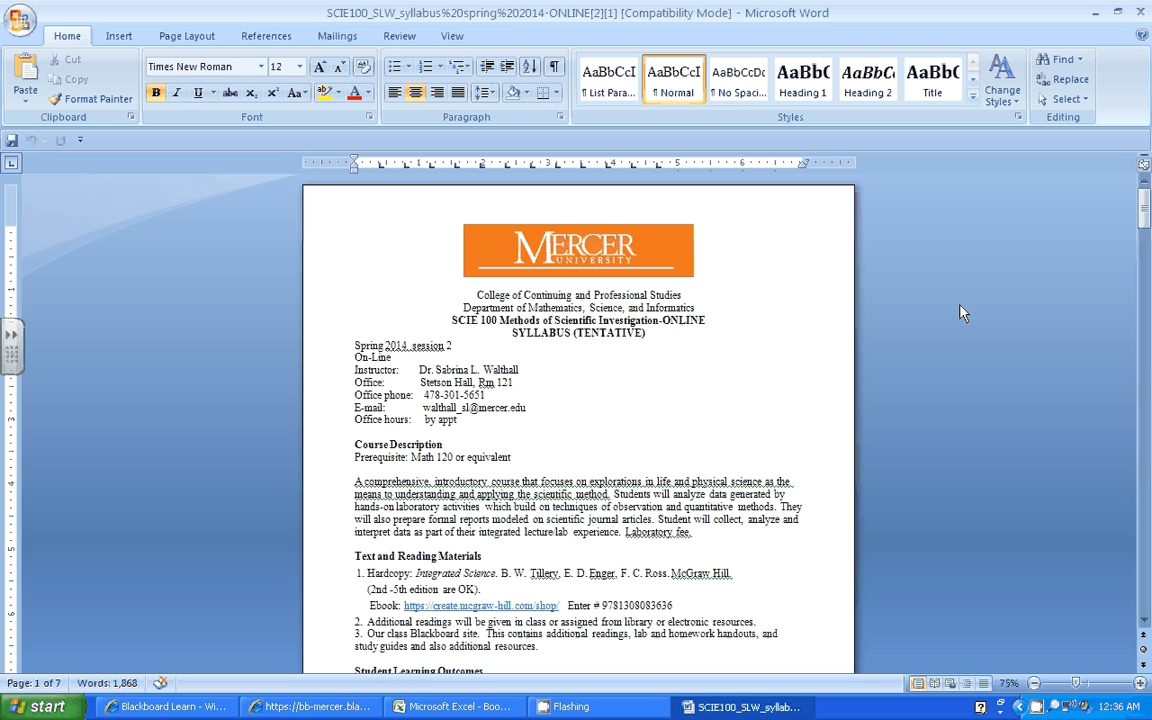 SCIE100_SLW_syllabus%20spring%202014-ONLINE[2][1] [Compatibility Mode] - Microsoft Word
Home Insert Page Layout References Mailings Review View
Paste
Cut
Copy
Format Painter
Clipboard
Times New Roman 12
B I U abc x₂ x² Aa
Font
Paragraph
AaBbCcI AaBbCcI AaBbCcDc AaBbC AaBbCc AaBbC
¶ List Para... ¶ Normal ¶ No Spaci... Heading 1 Heading 2 Title
Change Styles
Styles
Find
Replace
Select
Editing
1 2 3 4 5 6 7
MERCER
UNIVERSITY
College of Continuing and Professional Studies
Department of Mathematics, Science, and Informatics
SCIE 100 Methods of Scientific Investigation-ONLINE
SYLLABUS (TENTATIVE)
Spring 2014 session 2
On-Line
Instructor: Dr. Sabrina L. Walthall
Office: Stetson Hall, Rm 121
Office phone: 478-301-5651
E-mail: walthall_sl@mercer.edu
Office hours: by appt
Course Description
Prerequisite: Math 120 or equivalent
A comprehensive, introductory course that focuses on explorations in life and physical science as the
means to understanding and applying the scientific method. Students will analyze data generated by
hands-on laboratory activities which build on techniques of observation and quantitative methods. They
will also prepare formal reports modeled on scientific journal articles. Student will collect, analyze and
interpret data as part of their integrated lecture/lab experience. Laboratory fee.
Text and Reading Materials
1. Hardcopy: Integrated Science. B. W. Tillery, E. D. Enger, F. C. Ross. McGraw Hill.
(2nd -5th edition are OK).
Ebook: https://create.mcgraw-hill.com/shop/ Enter # 9781308083636
2. Additional readings will be given in class or assigned from library or electronic resources.
3. Our class Blackboard site. This contains additional readings, lab and homework handouts, and
study guides and also additional resources.
Student Learning Outcomes
Page: 1 of 7 Words: 1,868 75%
start Blackboard Learn - Wi... https://bb-mercer.bla... Microsoft Excel - Boo... Flashing SCIE100_SLW_syllab... 12:36 AM